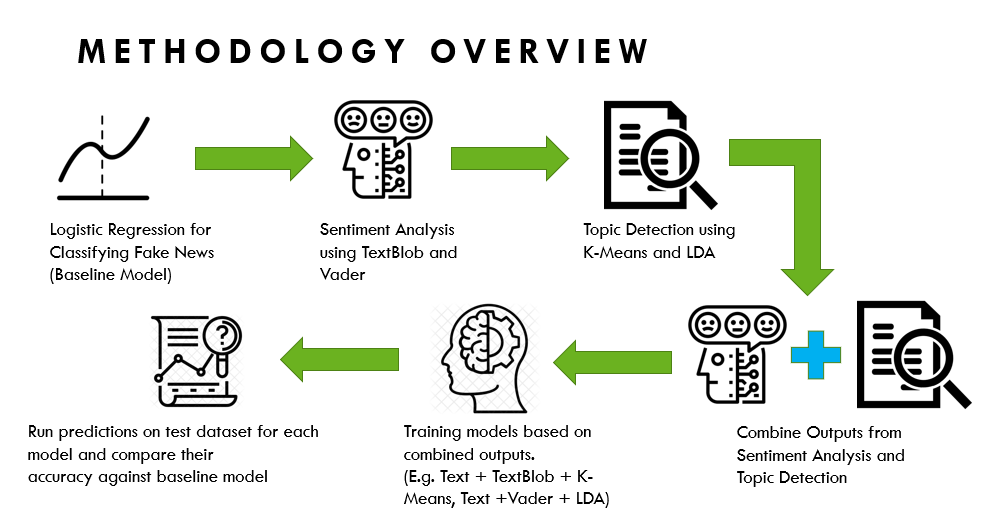 METHODOLOGY OVERVIEW
Logistic Regression for
Classifying Fake News
(Baseline Model)
Sentiment Analysis
using TextBlob and
Vader
Topic Detection using
K-Means and LDA
Combine Outputs from
Sentiment Analysis and
Topic Detection
Training models based on
combined outputs.
(E.g. Text + TextBlob + K-
Means, Text +Vader + LDA)
Run predictions on test dataset for each
model and compare their
accuracy against baseline model
?